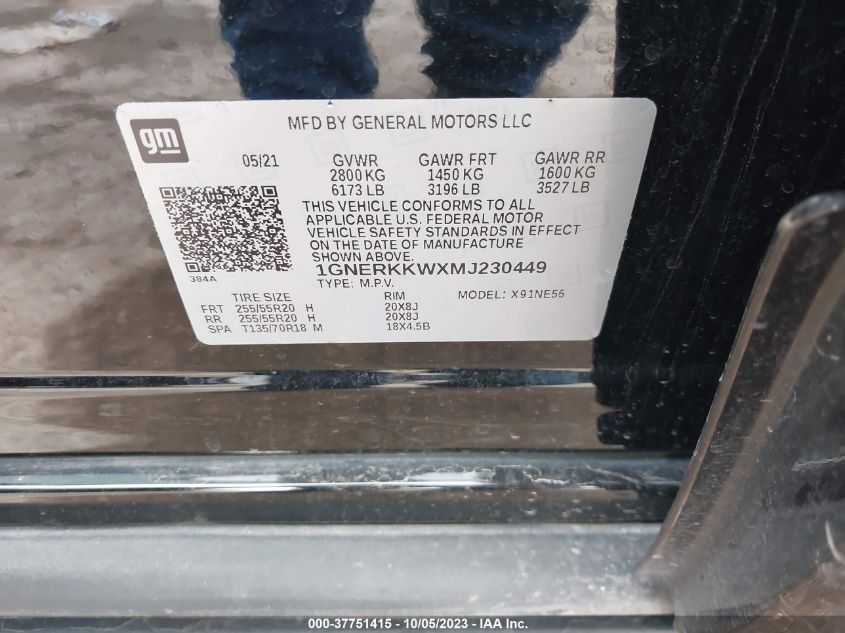 gm
MFD BY GENERAL MOTORS LLC
05/21 GVWR GAWR FRT GAWR RR
2800 KG 1450 KG 1600 KG
6173 LB 3196 LB 3527 LB
THIS VEHICLE CONFORMS TO ALL
APPLICABLE U.S. FEDERAL MOTOR
VEHICLE SAFETY STANDARDS IN EFFECT
ON THE DATE OF MANUFACTURE
SHOWN ABOVE.
384A
1GNERKKWXMJ230449
TYPE: M.P.V. MODEL: X91NE56
TIRE SIZE RIM
FRT 255/55R20 H 20X8J
RR 255/55R20 H 20X8J
SPA T135/70R18 M 18X4.5B
000-37751415 - 10/05/2023 - IAA Inc.